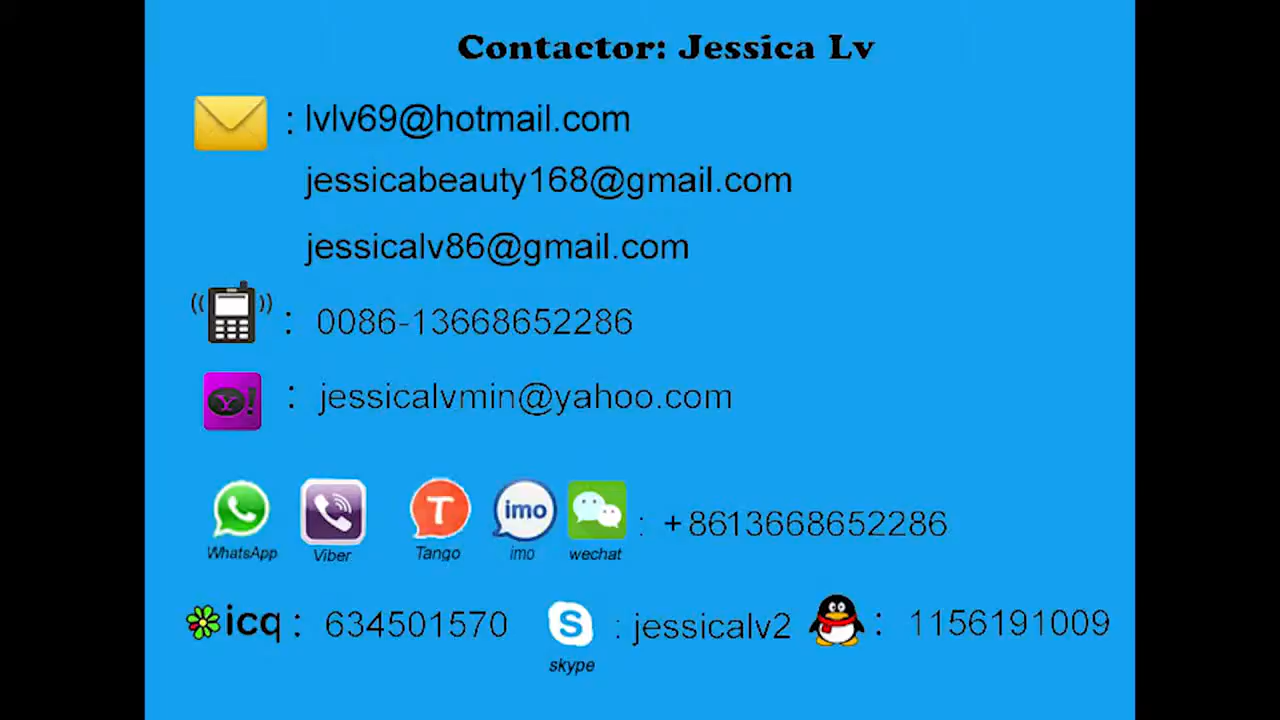 Contactor: Jessica Lv
: lvlv69@hotmail.com
jessicabeauty168@gmail.com
jessicalv86@gmail.com
: 0086-13668652286
Y! : jessicalvmin@yahoo.com
T imo : +8613668652286
WhatsApp Viber Tango imo wechat
icq : 634501570 S : jessicalv2 : 1156191009
skype